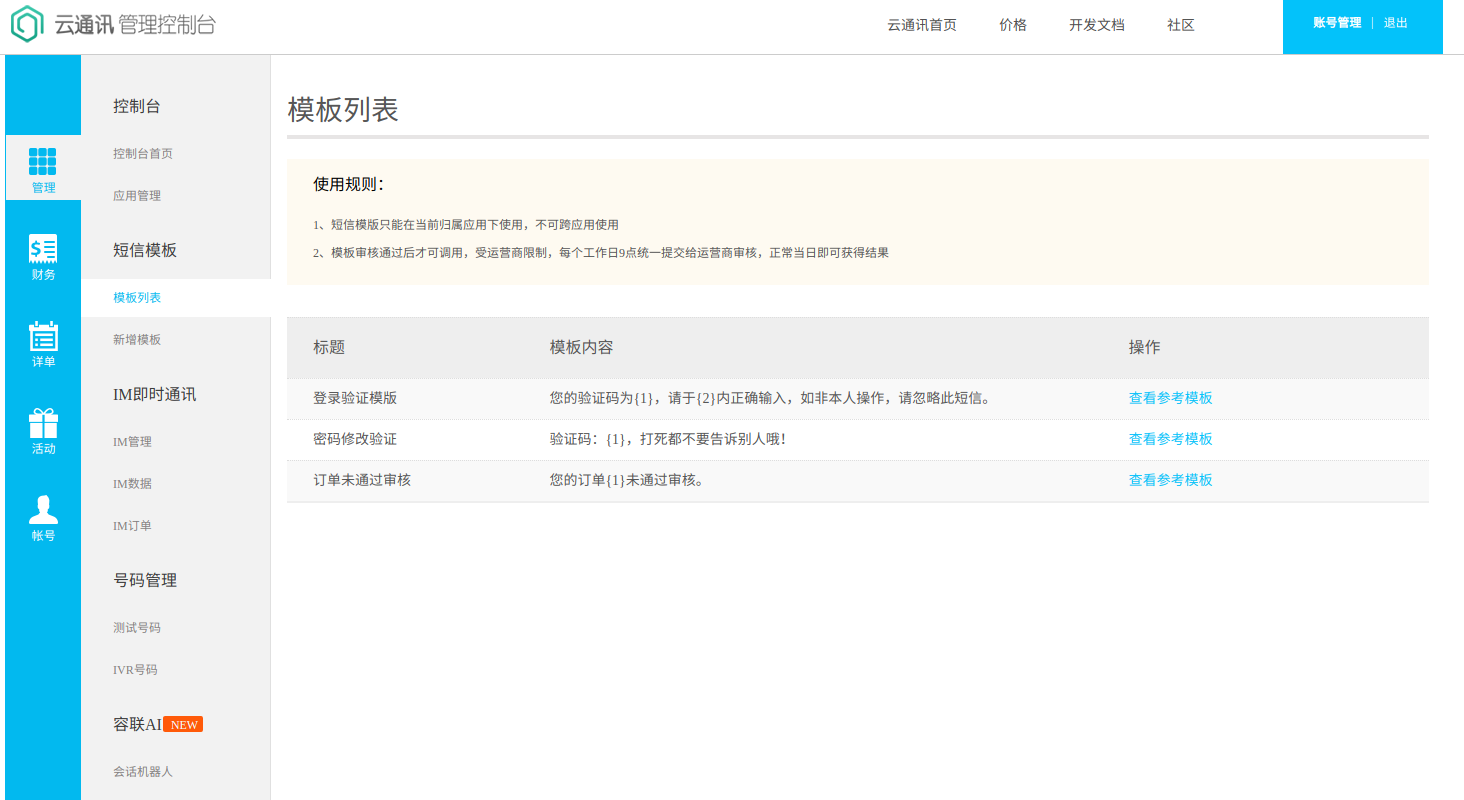 云通讯 管理控制台
云通讯首页 价格 开发文档 社区 账号管理 | 退出
管理
财务
详单
活动
帐号
控制台
控制台首页
应用管理
短信模板
模板列表
新增模板
IM即时通讯
IM管理
IM数据
IM订单
号码管理
测试号码
IVR号码
容联AI NEW
会话机器人
模板列表
使用规则：
1、短信模版只能在当前归属应用下使用，不可跨应用使用
2、模板审核通过后才可调用，受运营商限制，每个工作日9点统一提交给运营商审核，正常当日即可获得结果
标题 模板内容 操作
登录验证模版 您的验证码为{1}，请于{2}内正确输入，如非本人操作，请忽略此短信。 查看参考模板
密码修改验证 验证码：{1}，打死都不要告诉别人哦！ 查看参考模板
订单未通过审核 您的订单{1}未通过审核。 查看参考模板